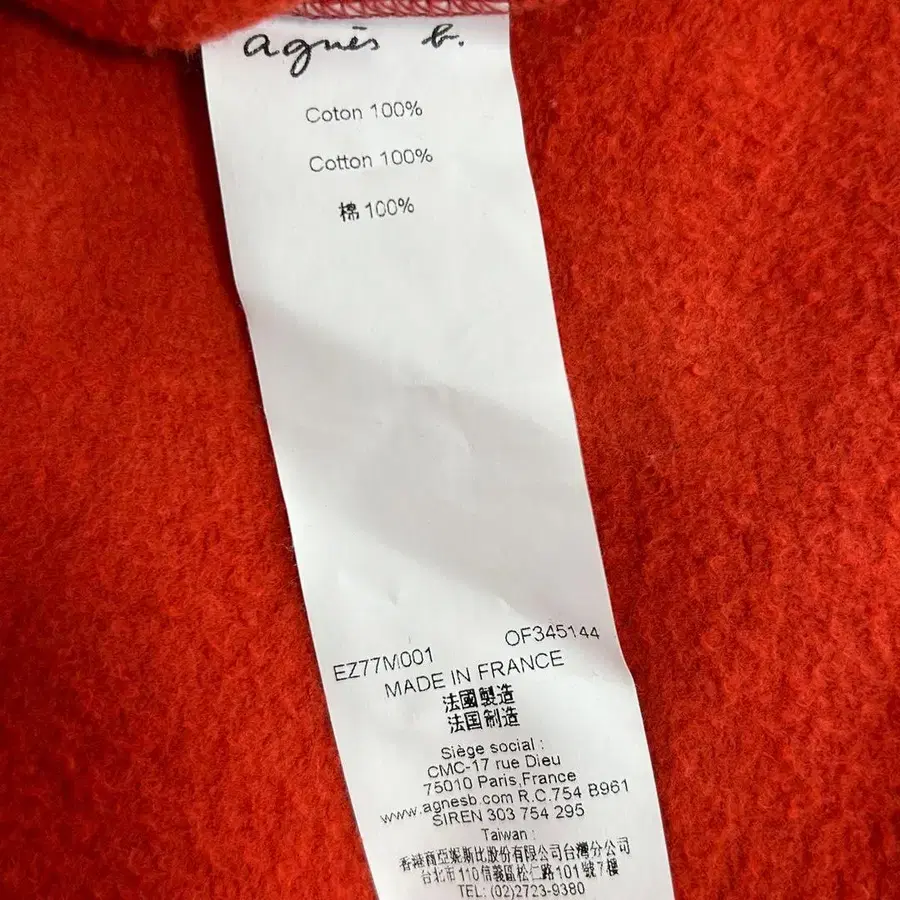 agnès b.
Coton 100%
Cotton 100%
棉 100%
EZ77M001 OF345144
MADE IN FRANCE
法國製造
法国制造
Siège social :
CMC-17 rue Dieu
75010 Paris,France
www.agnesb.com R.C.754 B961
SIREN 303 754 295
Taiwan :
香港商亞妮斯比股份有限公司台灣分公司
台北市110信義區松仁路101號7樓
TEL: (02)2723-9380